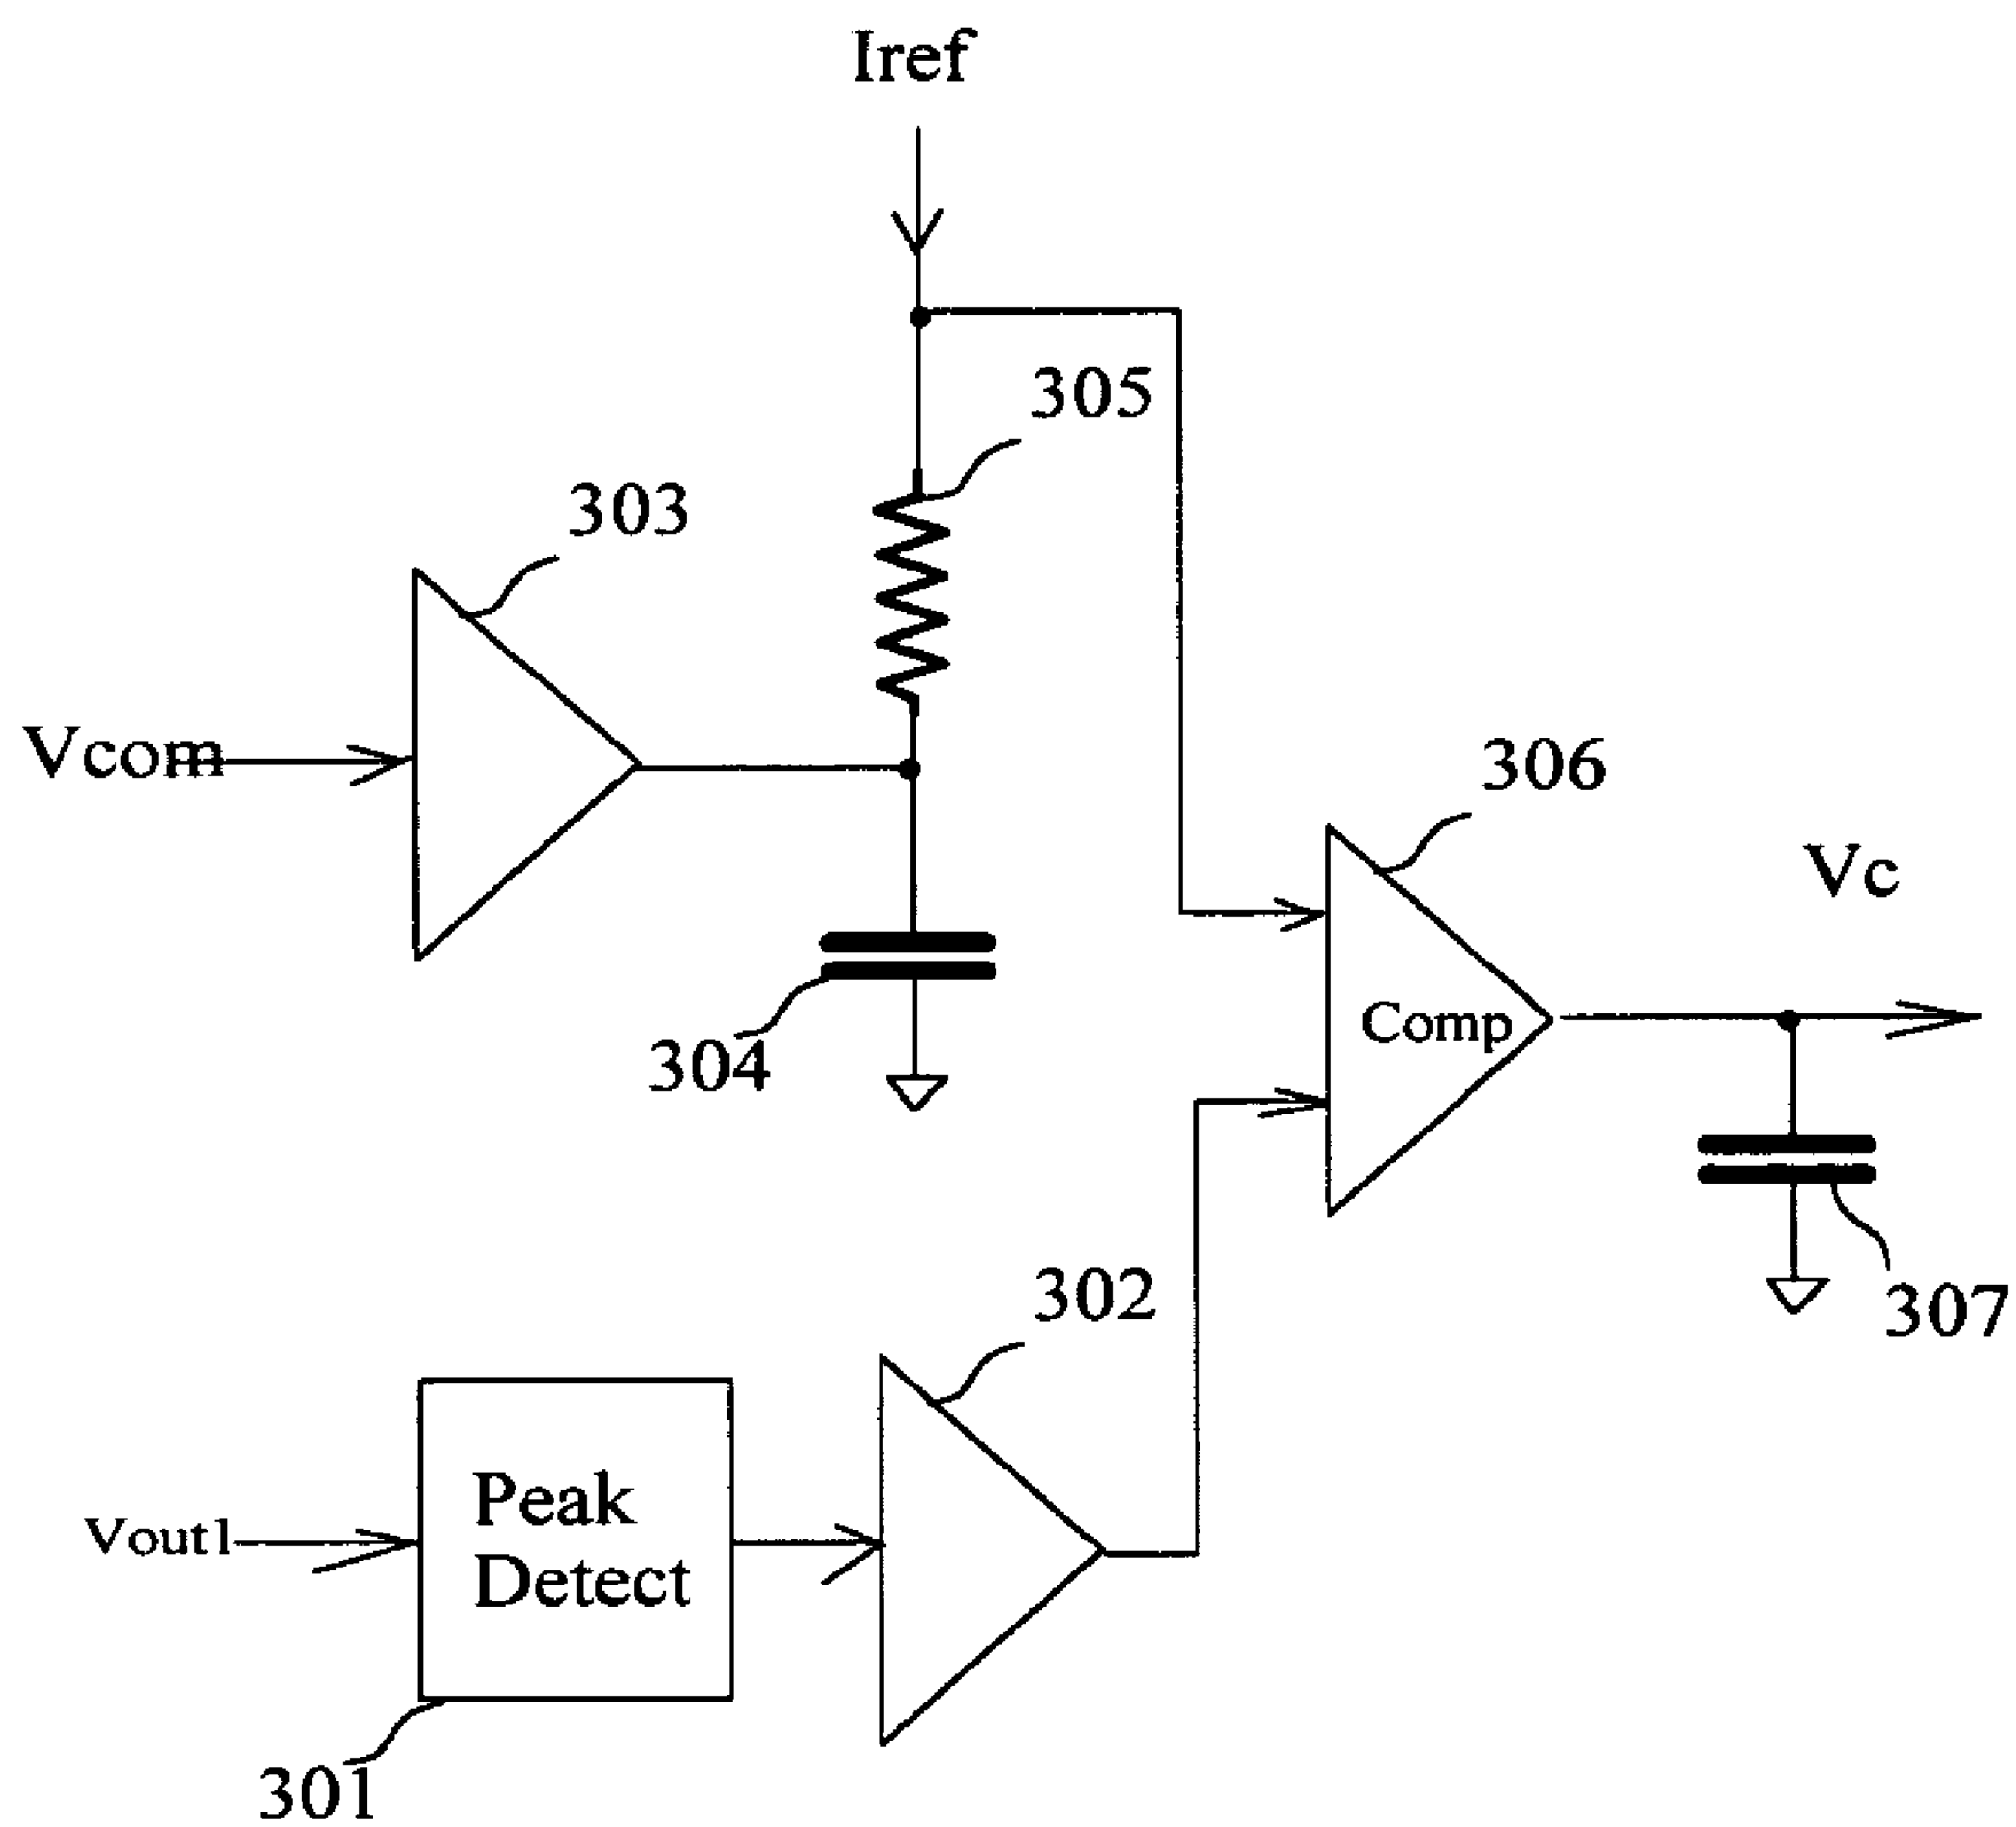 Iref
305
303
Vcom
306
Vc
Comp
304
302
307
Vout1
Peak
Detect
301